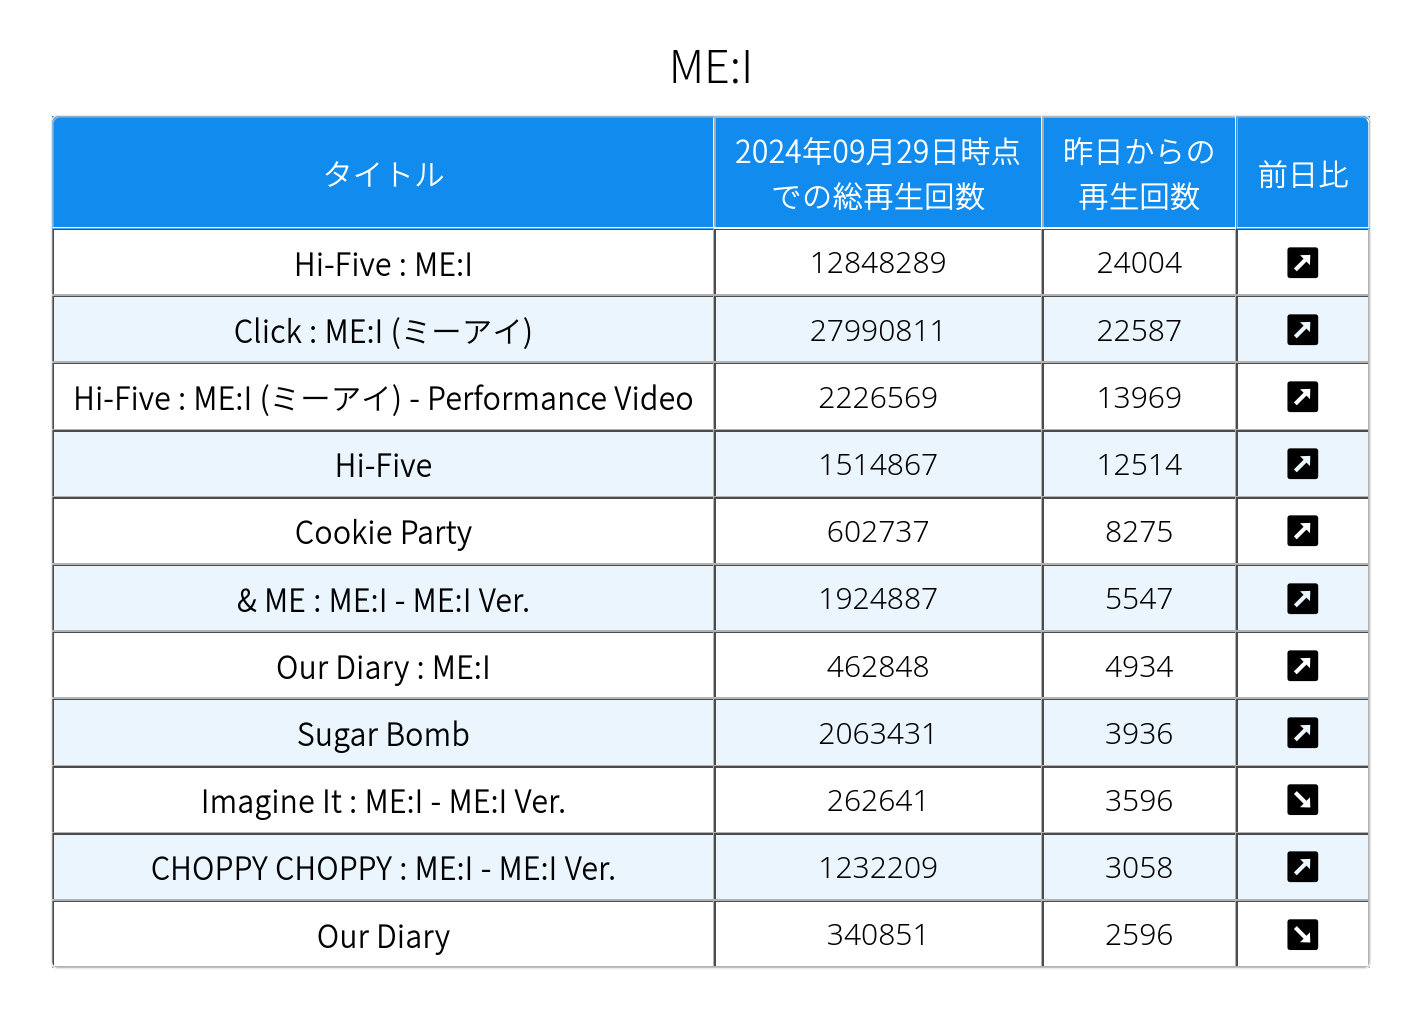 ME:I
タイトル 2024年09月29日時点での総再生回数 昨日からの再生回数 前日比
Hi-Five : ME:I 12848289 24004 ↗
Click : ME:I (ミーアイ) 27990811 22587 ↗
Hi-Five : ME:I (ミーアイ) - Performance Video 2226569 13969 ↗
Hi-Five 1514867 12514 ↗
Cookie Party 602737 8275 ↗
& ME : ME:I - ME:I Ver. 1924887 5547 ↗
Our Diary : ME:I 462848 4934 ↗
Sugar Bomb 2063431 3936 ↗
Imagine It : ME:I - ME:I Ver. 262641 3596 ↘
CHOPPY CHOPPY : ME:I - ME:I Ver. 1232209 3058 ↗
Our Diary 340851 2596 ↘